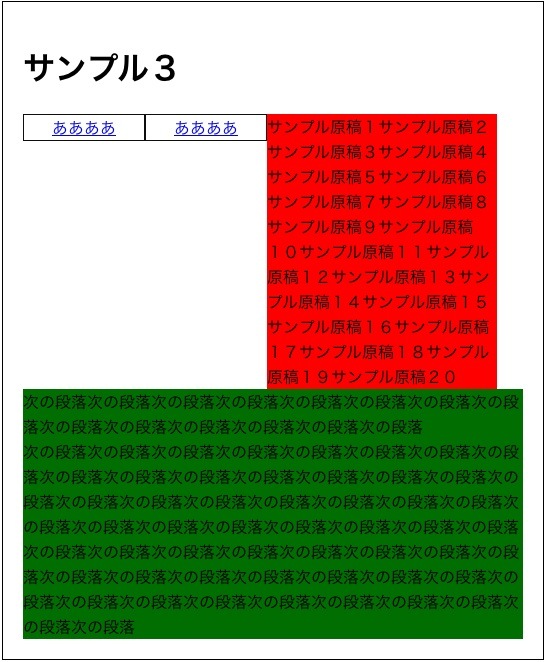 サンプル３
ああああ ああああ
サンプル原稿１サンプル原稿２
サンプル原稿３サンプル原稿４
サンプル原稿５サンプル原稿６
サンプル原稿７サンプル原稿８
サンプル原稿９サンプル原稿
１０サンプル原稿１１サンプル
原稿１２サンプル原稿１３サン
プル原稿１４サンプル原稿１５
サンプル原稿１６サンプル原稿
１７サンプル原稿１８サンプル
原稿１９サンプル原稿２０
次の段落次の段落次の段落次の段落次の段落次の段落次の段落次の段
落次の段落次の段落次の段落次の段落次の段落次の段落
次の段落次の段落次の段落次の段落次の段落次の段落次の段落次の段
落次の段落次の段落次の段落次の段落次の段落次の段落次の段落次の
段落次の段落次の段落次の段落次の段落次の段落次の段落次の段落次
の段落次の段落次の段落次の段落次の段落次の段落次の段落次の段落
次の段落次の段落次の段落次の段落次の段落次の段落次の段落次の段
落次の段落次の段落次の段落次の段落次の段落次の段落次の段落次の
段落次の段落次の段落次の段落次の段落次の段落次の段落次の段落次
の段落次の段落